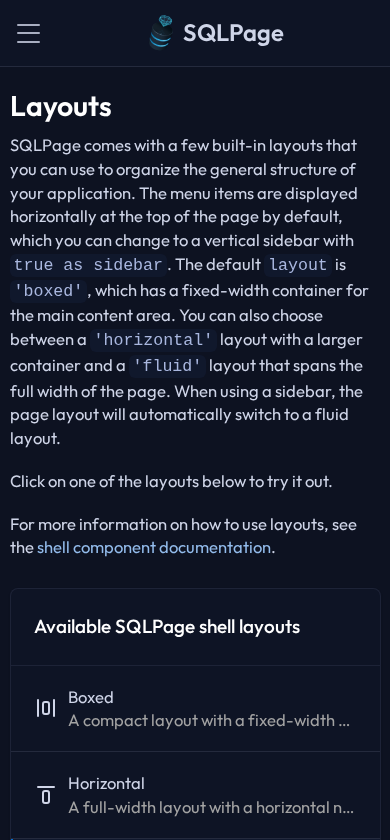 SQLPage
Layouts
SQLPage comes with a few built-in layouts that
you can use to organize the general structure of
your application. The menu items are displayed
horizontally at the top of the page by default,
which you can change to a vertical sidebar with
true as sidebar. The default layout is
'boxed', which has a fixed-width container for
the main content area. You can also choose
between a 'horizontal' layout with a larger
container and a 'fluid' layout that spans the
full width of the page. When using a sidebar, the
page layout will automatically switch to a fluid
layout.
Click on one of the layouts below to try it out.
For more information on how to use layouts, see
the shell component documentation.
Available SQLPage shell layouts
Boxed
A compact layout with a fixed-width ...
Horizontal
A full-width layout with a horizontal n...